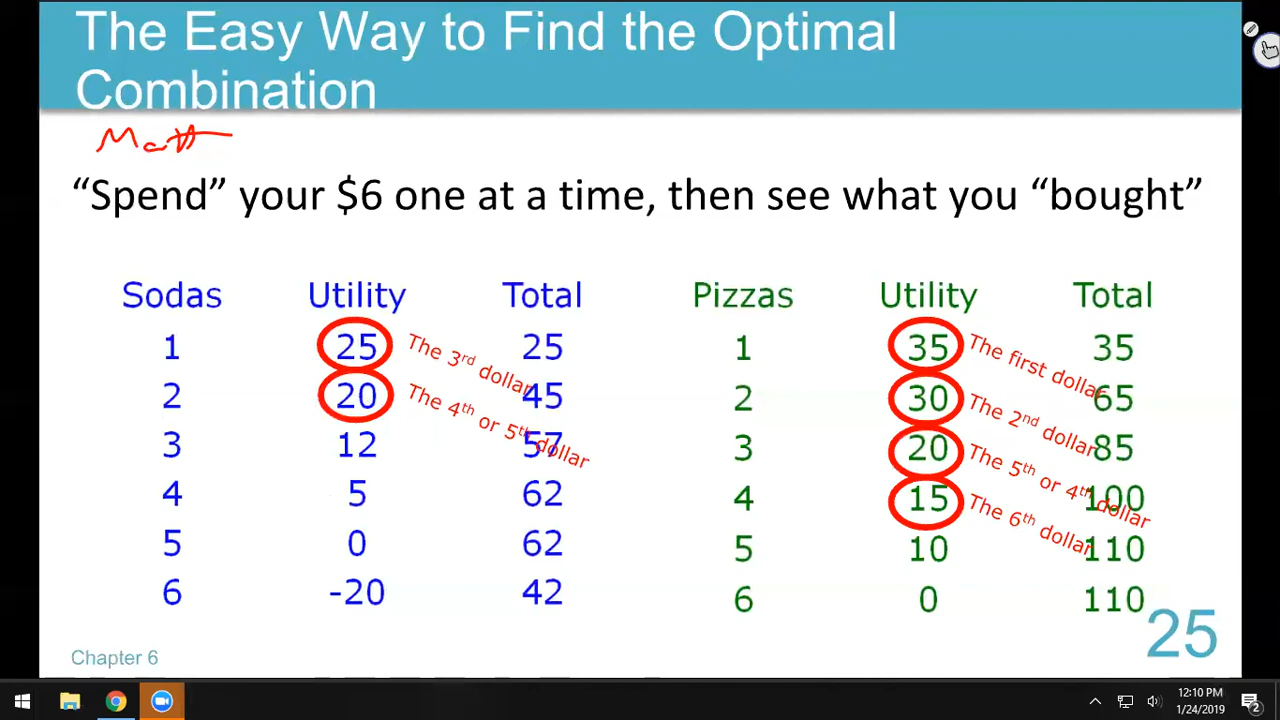 The Easy Way to Find the Optimal
Combination
Matt
“Spend” your $6 one at a time, then see what you “bought”
Sodas Utility Total Pizzas Utility Total
1 25 The 3rd dollar 25 1 35 The first dollar 35
2 20 The 4th or 5th dollar 45 2 30 The 2nd dollar 65
3 12 57 3 20 The 5th or 4th dollar 85
4 5 62 4 15 The 6th dollar 100
5 0 62 5 10 110
6 -20 42 6 0 110
Chapter 6
25
12:10 PM
1/24/2019
2